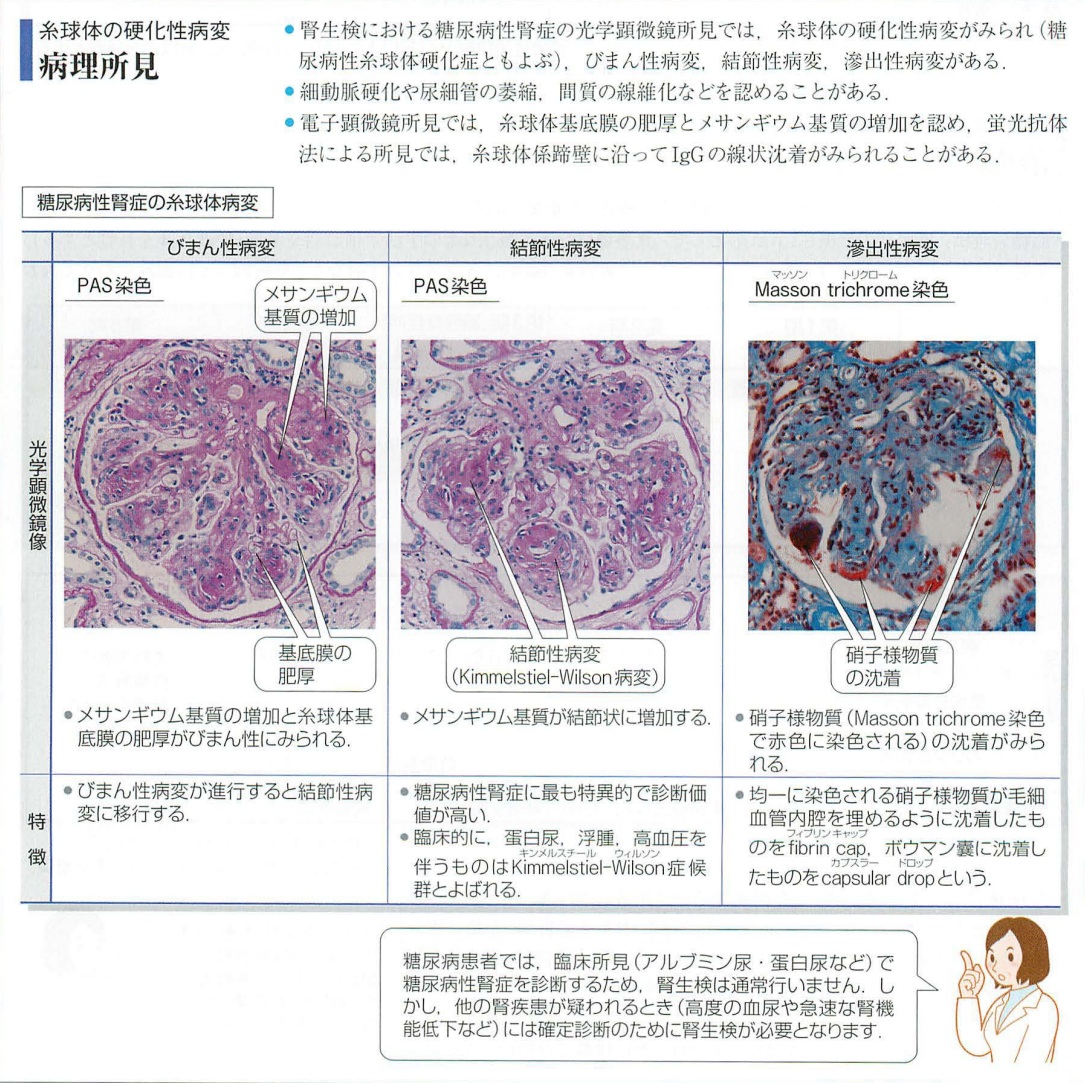 糸球体の硬化性病変
病理所見
●腎生検における糖尿病性腎症の光学顕微鏡所見では，糸球体の硬化性病変がみられ（糖
尿病性糸球体硬化症ともよぶ），びまん性病変，結節性病変，滲出性病変がある．
●細動脈硬化や尿細管の萎縮，間質の線維化などを認めることがある．
●電子顕微鏡所見では，糸球体基底膜の肥厚とメサンギウム基質の増加を認め，蛍光抗体
法による所見では，糸球体係蹄壁に沿ってIgGの線状沈着がみられることがある．
糖尿病性腎症の糸球体病変
びまん性病変
結節性病変
滲出性病変
光学顕微鏡像
PAS染色
メサンギウム
基質の増加
基底膜の
肥厚
●メサンギウム基質の増加と糸球体基
底膜の肥厚がびまん性にみられる．
PAS染色
結節性病変
（Kimmelstiel-Wilson病変）
●メサンギウム基質が結節状に増加する．
マッソン トリクローム
Masson trichrome染色
硝子様物質
の沈着
●硝子様物質（Masson trichrome染色
で赤色に染色される）の沈着がみら
れる．
特徴
●びまん性病変が進行すると結節性病
変に移行する．
●糖尿病性腎症に最も特異的で診断価
値が高い．
●臨床的に，蛋白尿，浮腫，高血圧を
キンメルスチール ウィルソン
伴うものはKimmelstiel-Wilson症候
群とよばれる．
●均一に染色される硝子様物質が毛細
血管内腔を埋めるように沈着したも
フィブリン キャップ
のをfibrin cap，ボウマン嚢に沈着し
カプスラー ドロップ
たものをcapsular dropという．
糖尿病患者では，臨床所見（アルブミン尿・蛋白尿など）で
糖尿病性腎症を診断するため，腎生検は通常行いません．し
かし，他の腎疾患が疑われるとき（高度の血尿や急速な腎機
能低下など）には確定診断のために腎生検が必要となります．